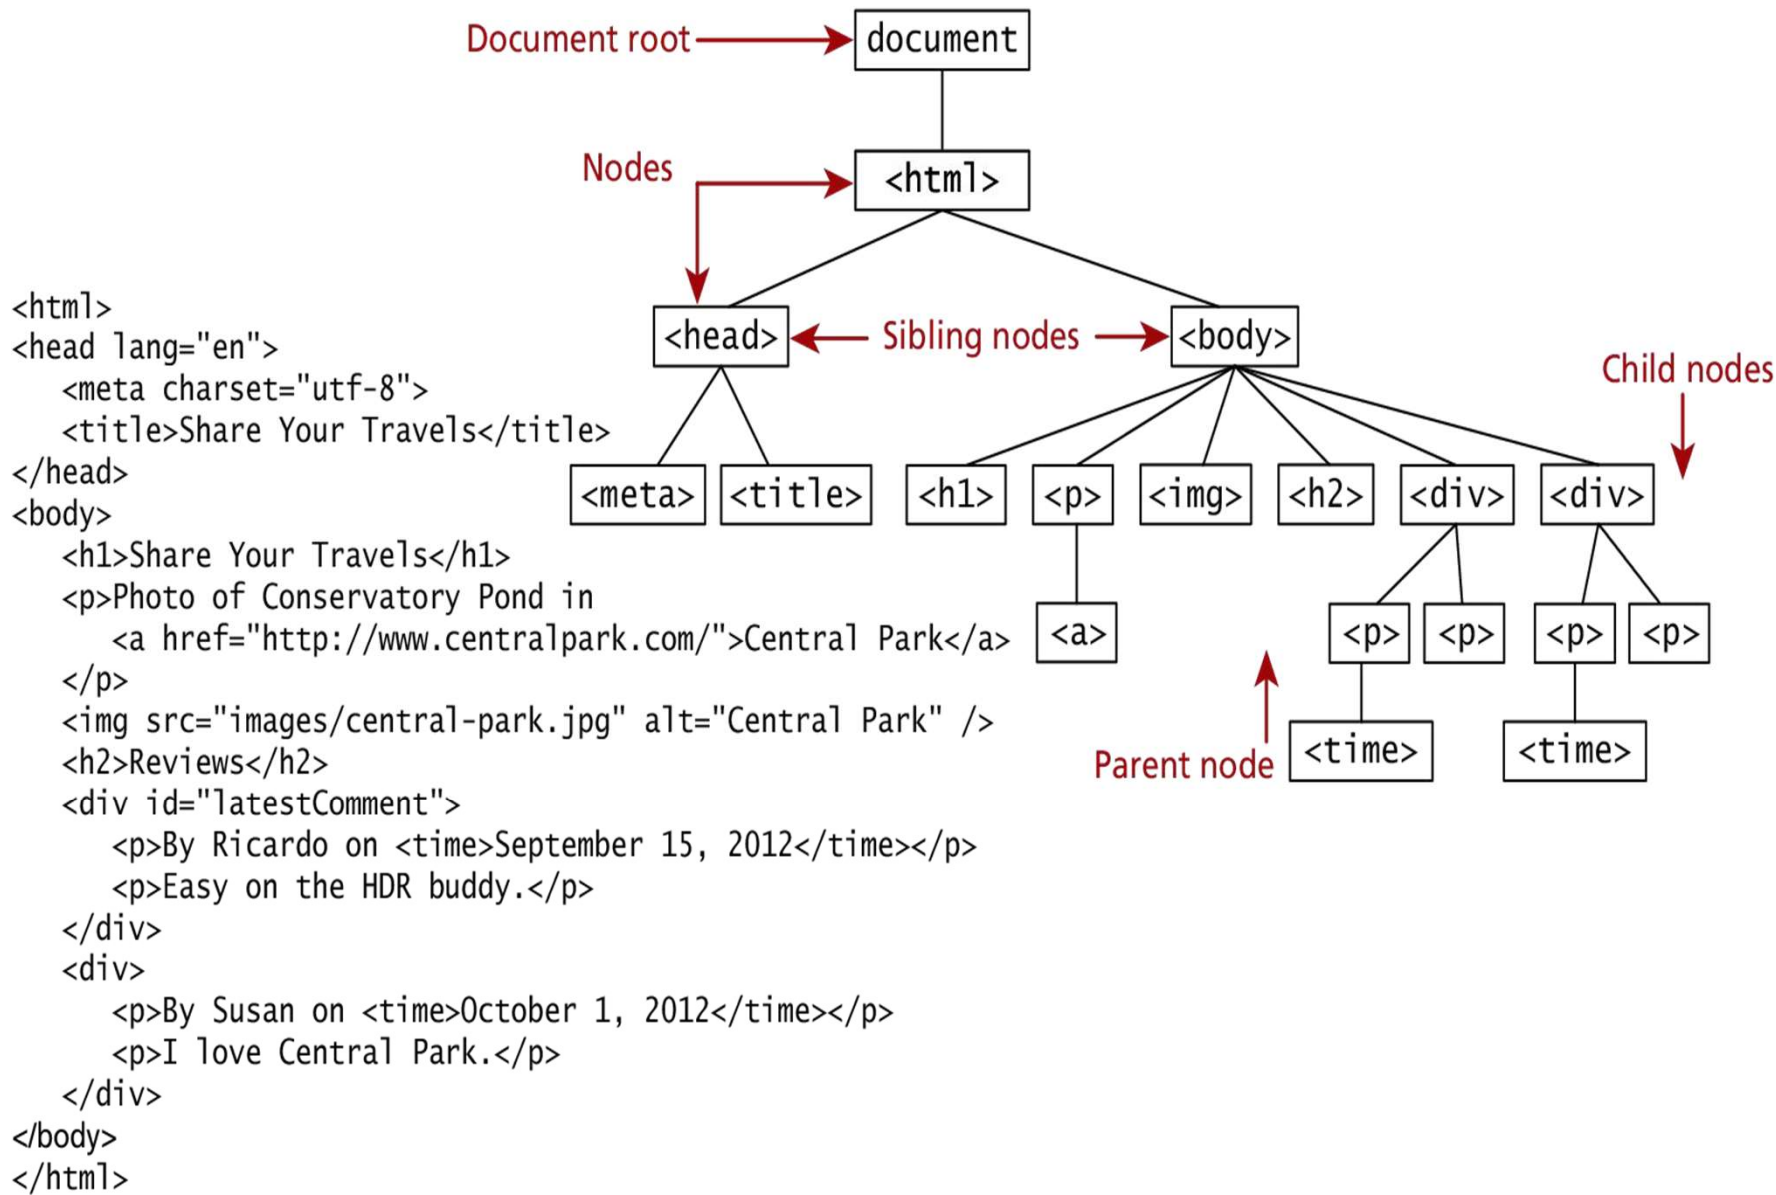 Document root
document
Nodes
<html>
<head>
Sibling nodes
<body>
Child nodes
<meta>
<title>
<h1>
<p>
<img>
<h2>
<div>
<div>
<a>
<p>
<p>
<p>
<p>
Parent node
<time>
<time>
<html>
<head lang="en">
<meta charset="utf-8">
<title>Share Your Travels</title>
</head>
<body>
<h1>Share Your Travels</h1>
<p>Photo of Conservatory Pond in
<a href="http://www.centralpark.com/">Central Park</a>
</p>
<img src="images/central-park.jpg" alt="Central Park" />
<h2>Reviews</h2>
<div id="latestComment">
<p>By Ricardo on <time>September 15, 2012</time></p>
<p>Easy on the HDR buddy.</p>
</div>
<div>
<p>By Susan on <time>October 1, 2012</time></p>
<p>I love Central Park.</p>
</div>
</body>
</html>